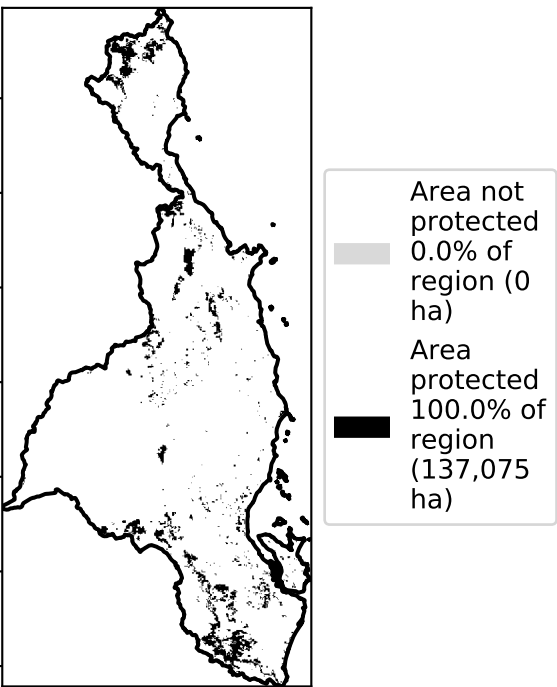 Area not
protected
0.0% of
region (0
ha)
Area
protected
100.0% of
region
(137,075
ha)